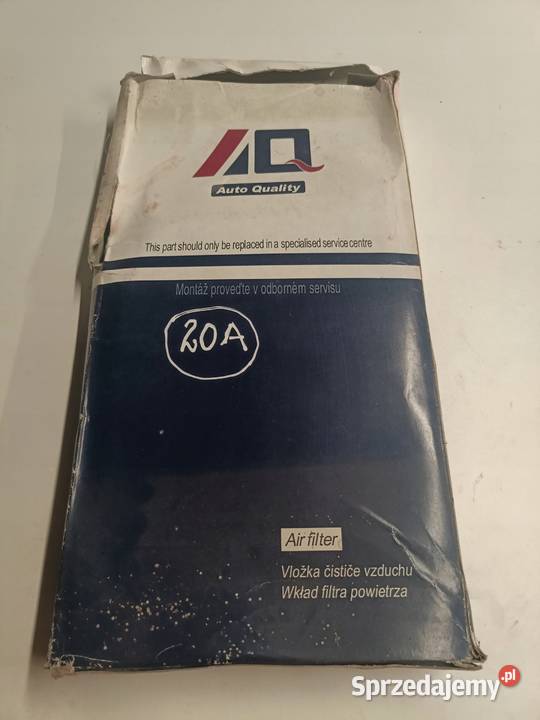 AQ
Auto Quality
This part should only be replaced in a specialised service centre
Montáž proveďte v odborném servisu
20A
Air filter
Vložka čističe vzduchu
Wkład filtra powietrza
Sprzedajemy.pl